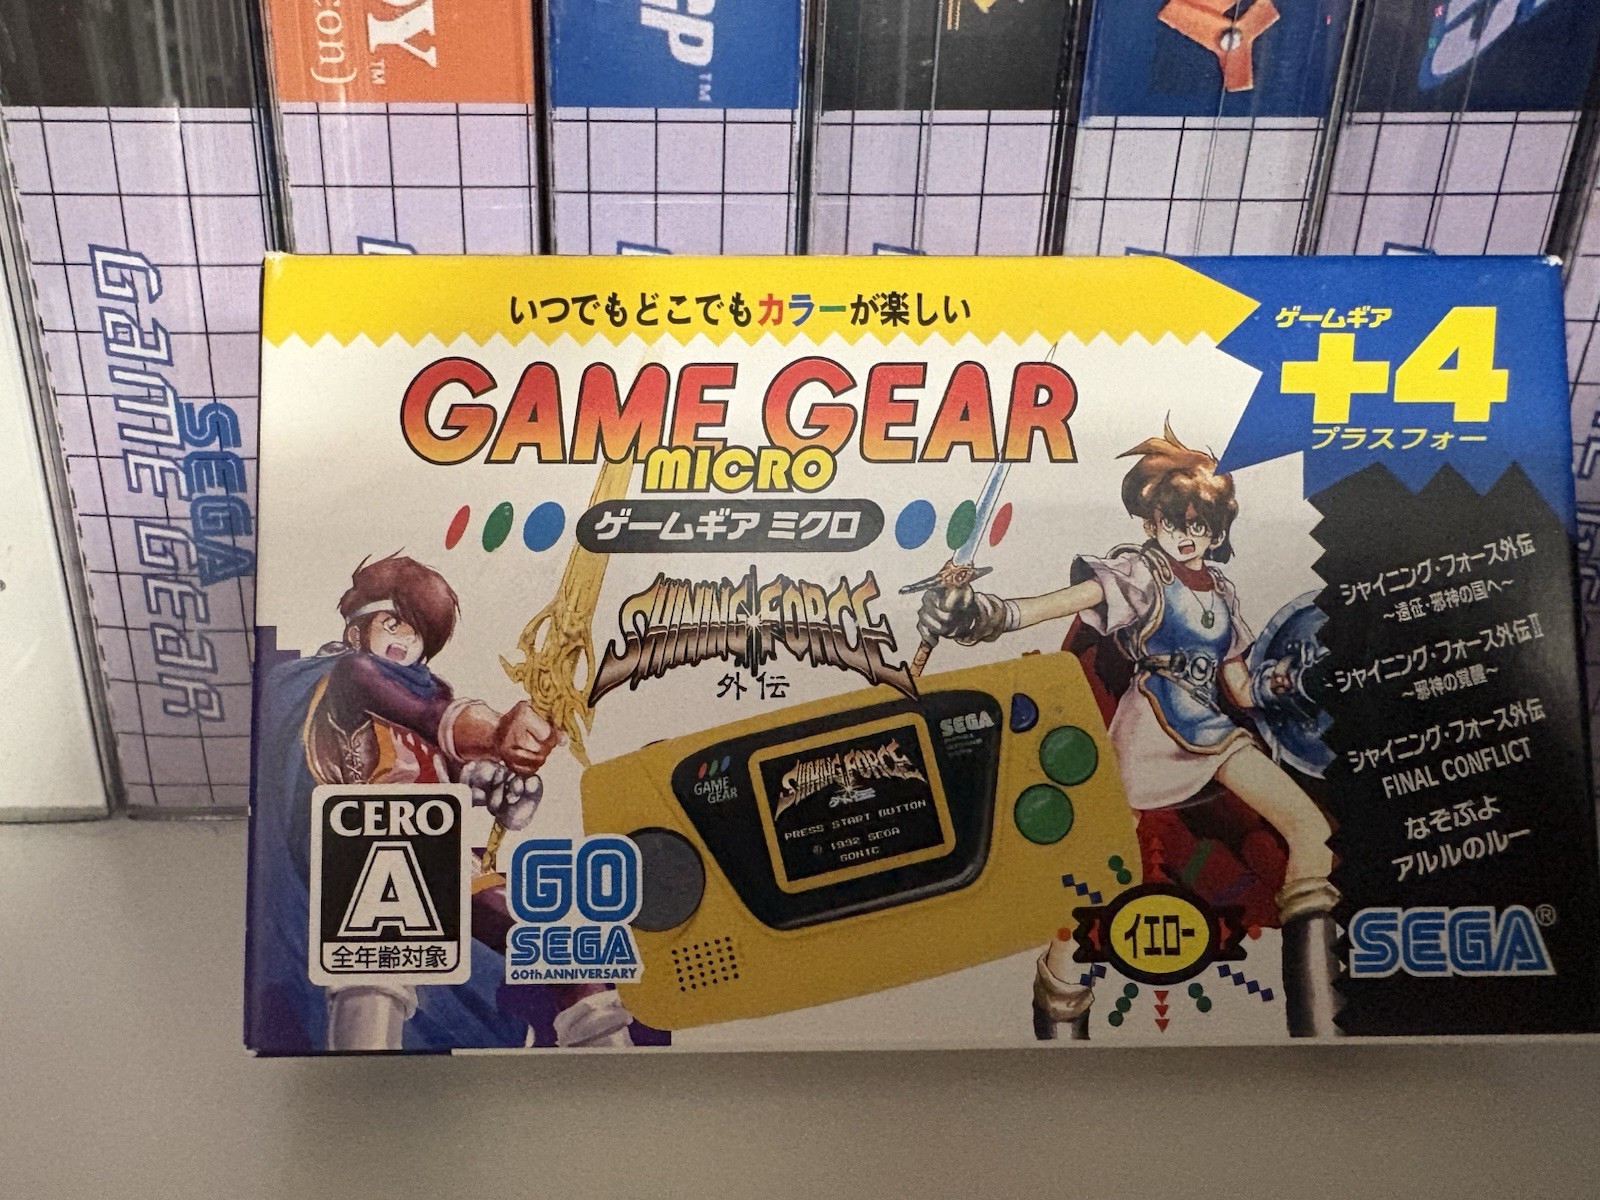 con)
Y™
GP™
SEGA
GAME GEAR
いつでもどこでもカラーが楽しい
ゲームギア
+4
プラスフォー
GAME GEAR
MICRO
ゲームギア ミクロ
SHINING FORCE
外伝
シャイニング・フォース外伝
～遠征・邪神の国へ～
シャイニング・フォース外伝Ⅱ
～邪神の覚醒～
シャイニング・フォース外伝
FINAL CONFLICT
なぞぷよ
アルルのルー
SEGA®
GAME GEAR
SEGA
SHINING FORCE
外伝
PRESS START BUTTON
© 1992 SEGA
SONIC
イエロー
CERO
A
全年齢対象
GO
SEGA
60th ANNIVERSARY